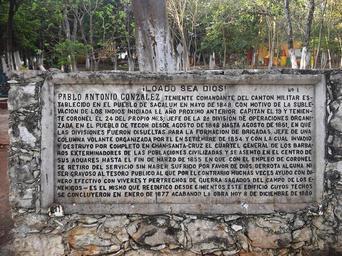 ¡LOADO SEA DIOS!
PABLO ANTONIO GONZALEZ, TENIENTE COMANDANTE DEL CANTON MILITAR ES-
TABLECIDO EN EL PUEBLO DE SACALUM EN MAYO DE 1848, CON MOTIVO DE LA SUBLE-
VACION DE LOS INDIOS INICIADA EL AÑO PROXIMO ANTERIOR CAPITAN EL 19 Y TENIENTE
CORONEL EL 24 DEL PROPIO MES; JEFE DE LA 2a DIVISION DE OPERACIONES ORGANI-
ZADA EN EL PUEBLO DE TECOH DESDE AGOSTO DE 1848 HASTA AGOSTO DE 1851, EN QUE
LAS DIVISIONES FUERON DISUELTAS PARA LA FORMACION DE BRIGADAS, JEFE DE UNA
COLUMNA VOLANTE ORGANIZADA POR EL EN SETIEMBRE DE 1854 Y CON LA CUAL INVADIO
Y DESTRUYO POR COMPLETO EN CHAN-SANTA-CRUZ EL CUARTEL GENERAL DE LOS BARBA-
ROS EXTERMINADORES DE LAS POBLACIONES CIVILIZADAS Y SE ASENTO EN EL CENTRO DE
SUS ADUARES HASTA EL FIN DE MARZO DE 1855 EN QUE CON EL EMPLEO DE CORONEL
SE RETIRO DEL SERVICIO SIN HABER SUFRIDO POR FAVOR DE DIOS, DERROTA ALGUNA NI
SER GRAVOSO AL TESORO PUBLICO AL QUE POR EL CONTRARIO MUCHAS VECES AYUDO CON DI-
NERO EFECTIVO CON VIVERES Y PERTRECHOS DE GUERRA SACADOS DEL CAMPO DE LOS E-
NEMIGOS — ES EL MISMO QUE REEDIFICO DESDE CIMIENTOS ESTE EDIFICIO CUYOS TECHOS
SE CONCLUYERON EN ENERO DE 1877 ACABANDO LA OBRA HOY 8 DE DICIEMBRE DE 1880